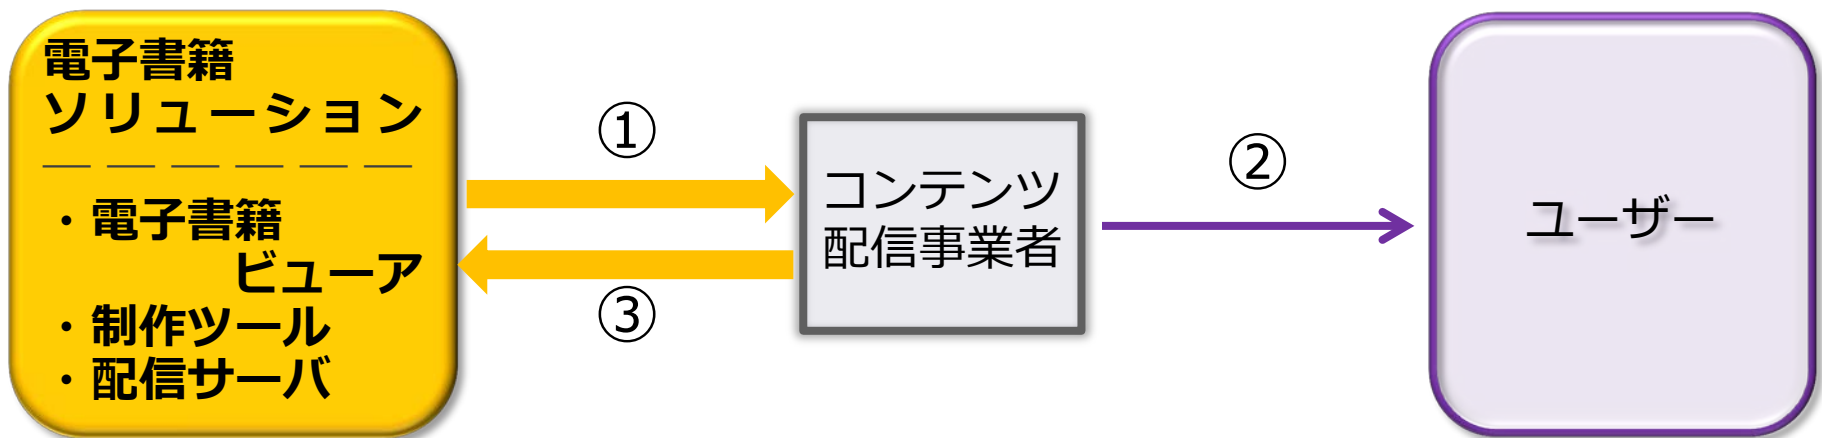 電子書籍
ソリューション
・電子書籍
ビューア
・制作ツール
・配信サーバ
①
③
コンテンツ
配信事業者
②
ユーザー